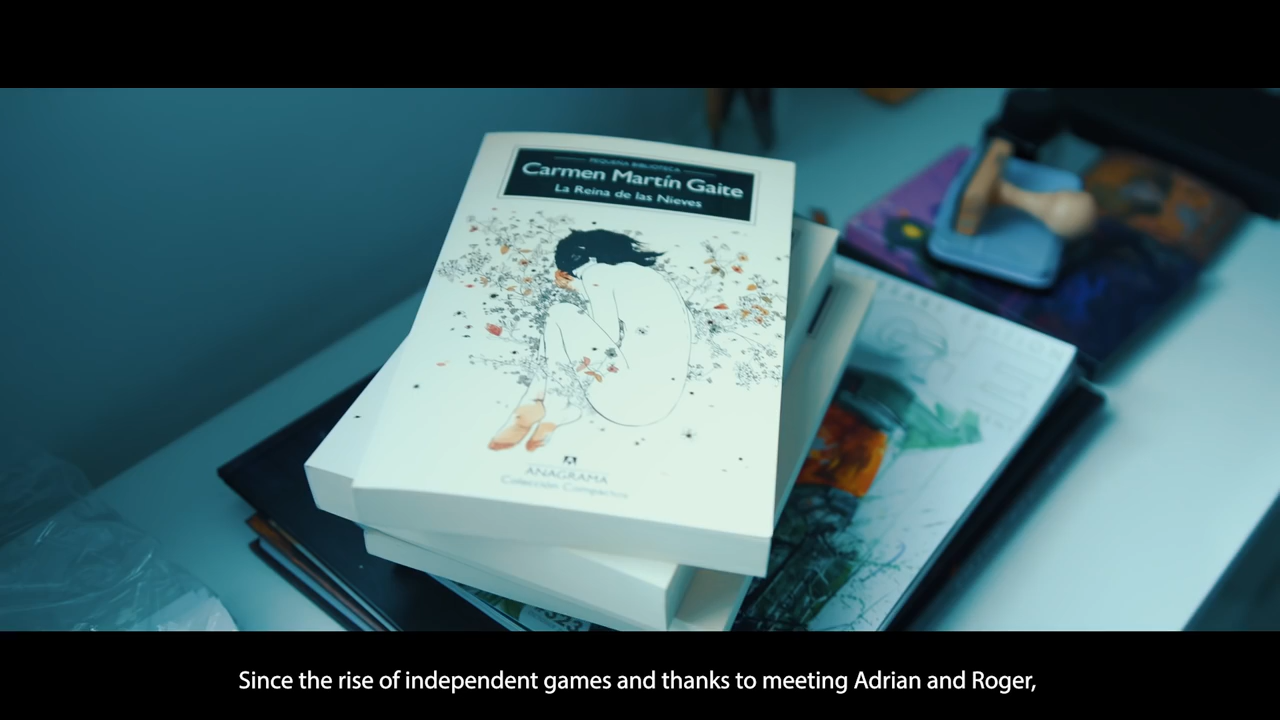 PEQUEÑA BIBLIOTECA
Carmen Martín Gaite
La Reina de las Nieves
ANAGRAMA
Colección Compactos
323
Since the rise of independent games and thanks to meeting Adrian and Roger,